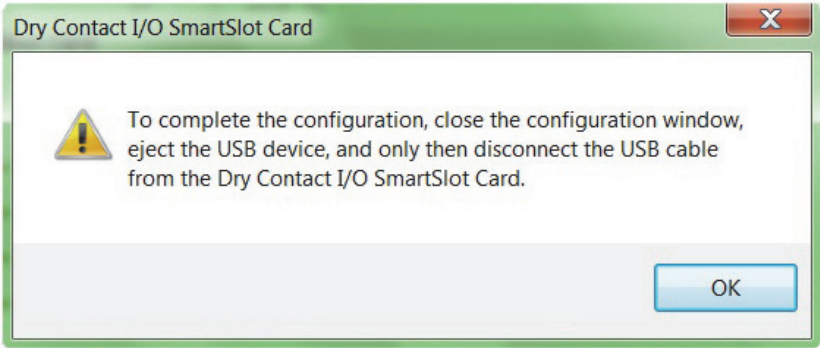 Dry Contact I/O SmartSlot Card
To complete the configuration, close the configuration window,
eject the USB device, and only then disconnect the USB cable
from the Dry Contact I/O SmartSlot Card.
OK